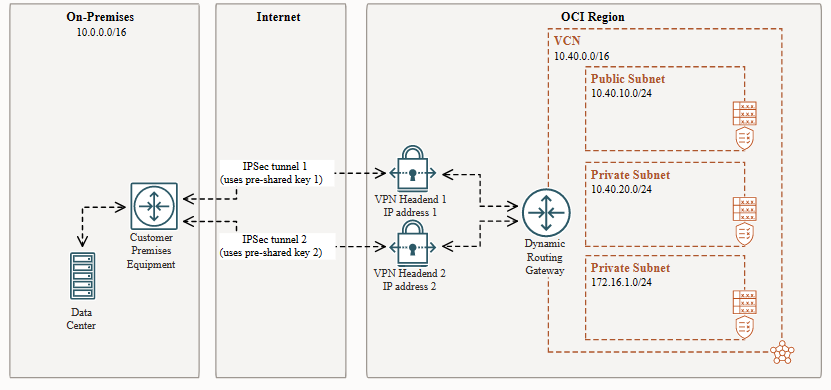 On-Premises
10.0.0.0/16
Internet
OCI Region
VCN
10.40.0.0/16
Public Subnet
10.40.10.0/24
IPSec tunnel 1
(uses pre-shared key 1)
VPN Headend 1
IP address 1
Private Subnet
10.40.20.0/24
Customer
Premises
Equipment
IPSec tunnel 2
(uses pre-shared key 2)
VPN Headend 2
IP address 2
Dynamic
Routing
Gateway
Private Subnet
172.16.1.0/24
Data
Center